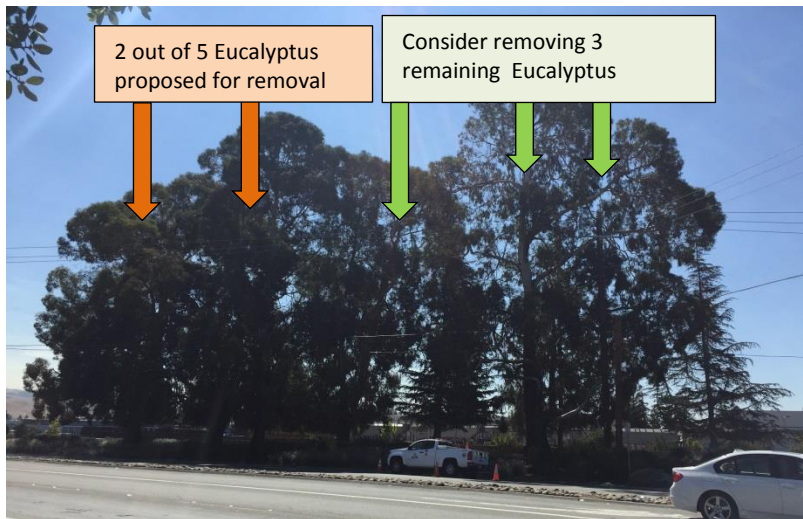 2 out of 5 Eucalyptus
proposed for removal
Consider removing 3
remaining Eucalyptus